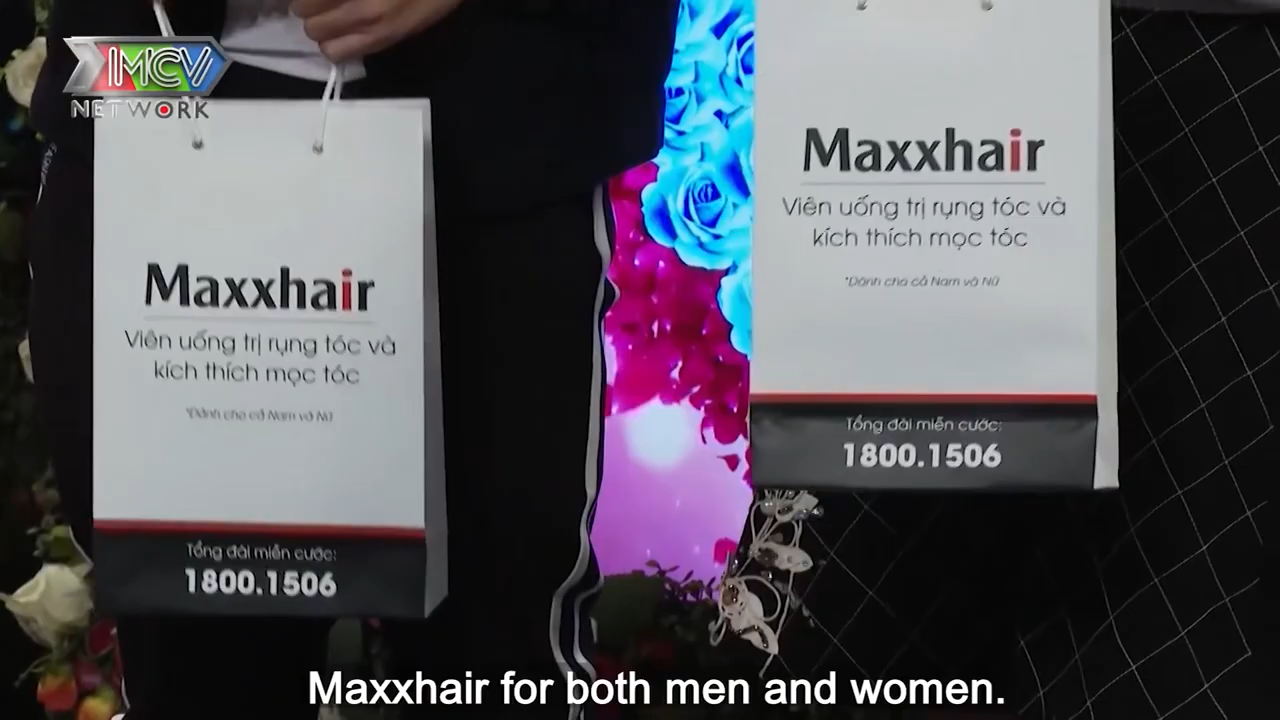 MCV
NETWORK
Maxxhair
Viên uống trị rụng tóc và
kích thích mọc tóc
*Dành cho cả Nam và Nữ
Tổng đài miễn cước:
1800.1506
Maxxhair
Viên uống trị rụng tóc và
kích thích mọc tóc
*Dành cho cả Nam và Nữ
Tổng đài miễn cước:
1800.1506
Maxxhair for both men and women.